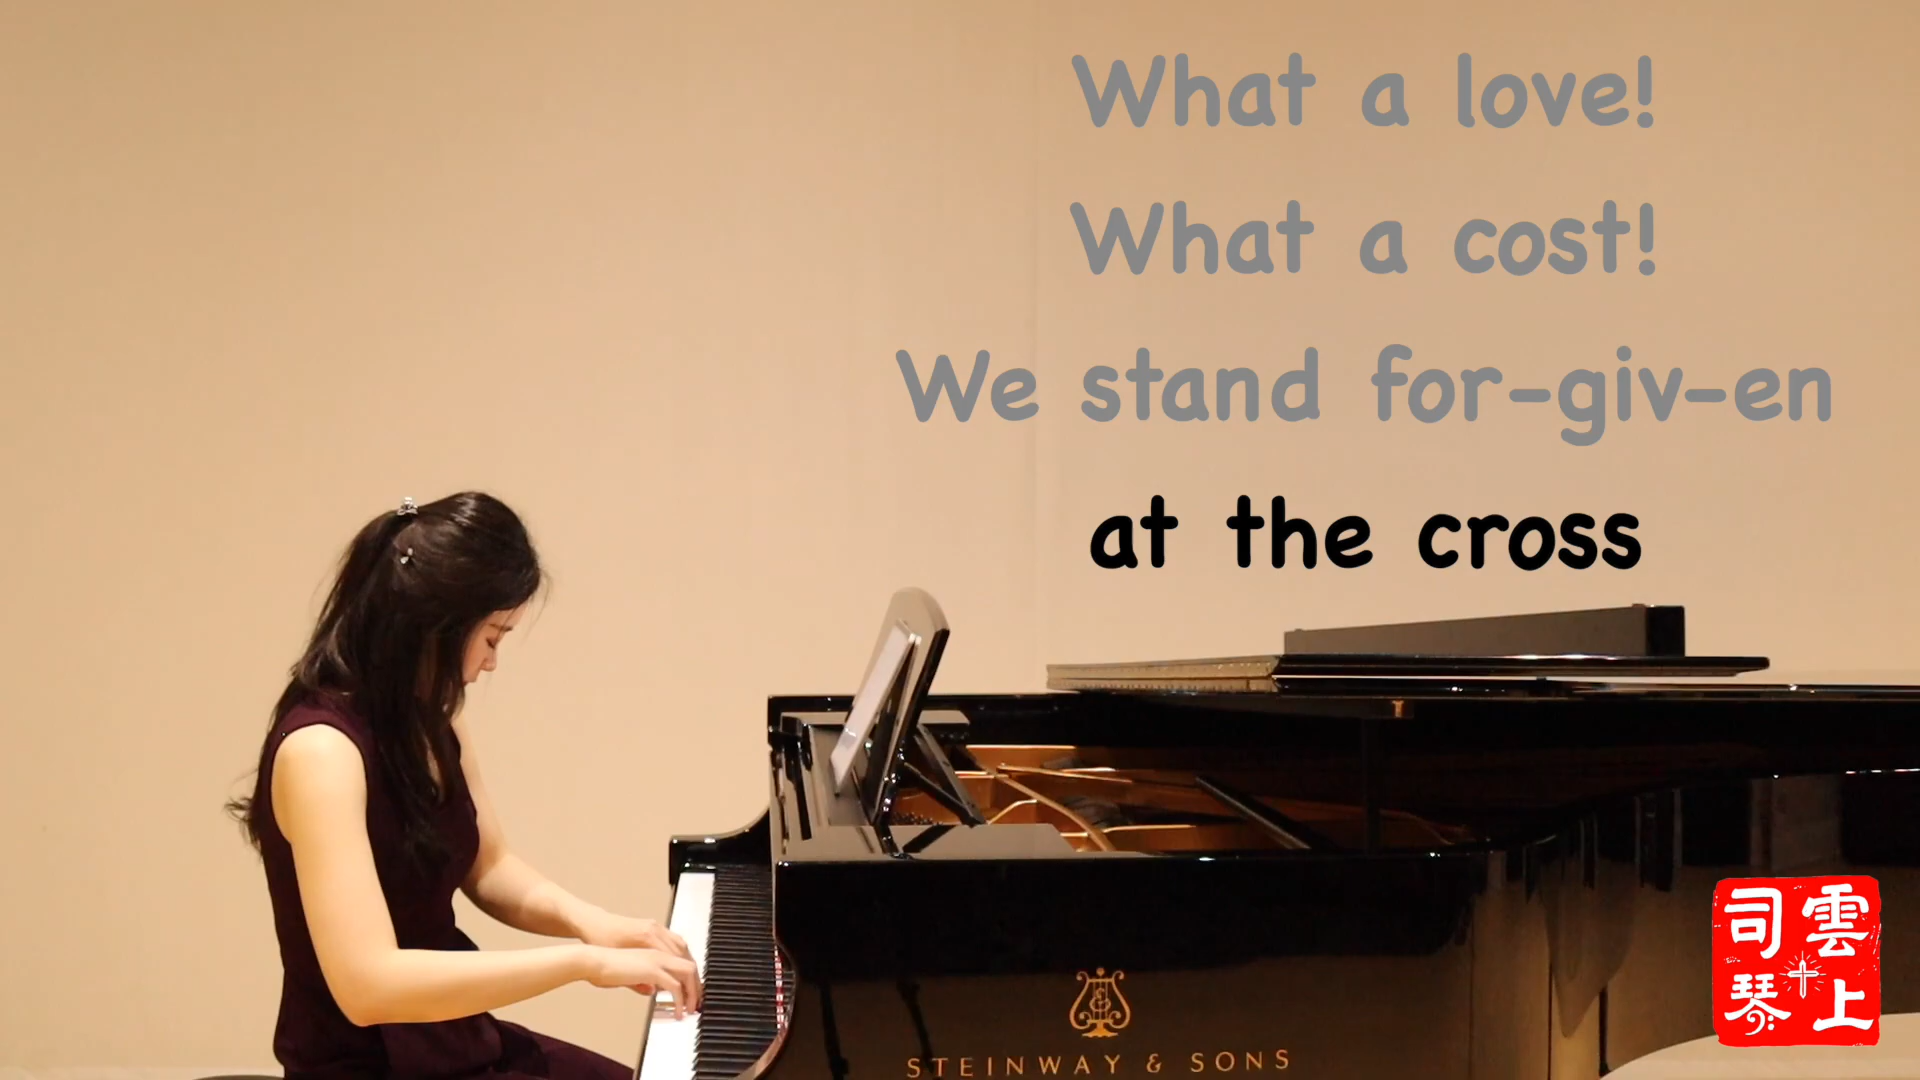 What a love!
What a cost!
We stand for-giv-en
at the cross
雲上
司琴
STEINWAY & SONS